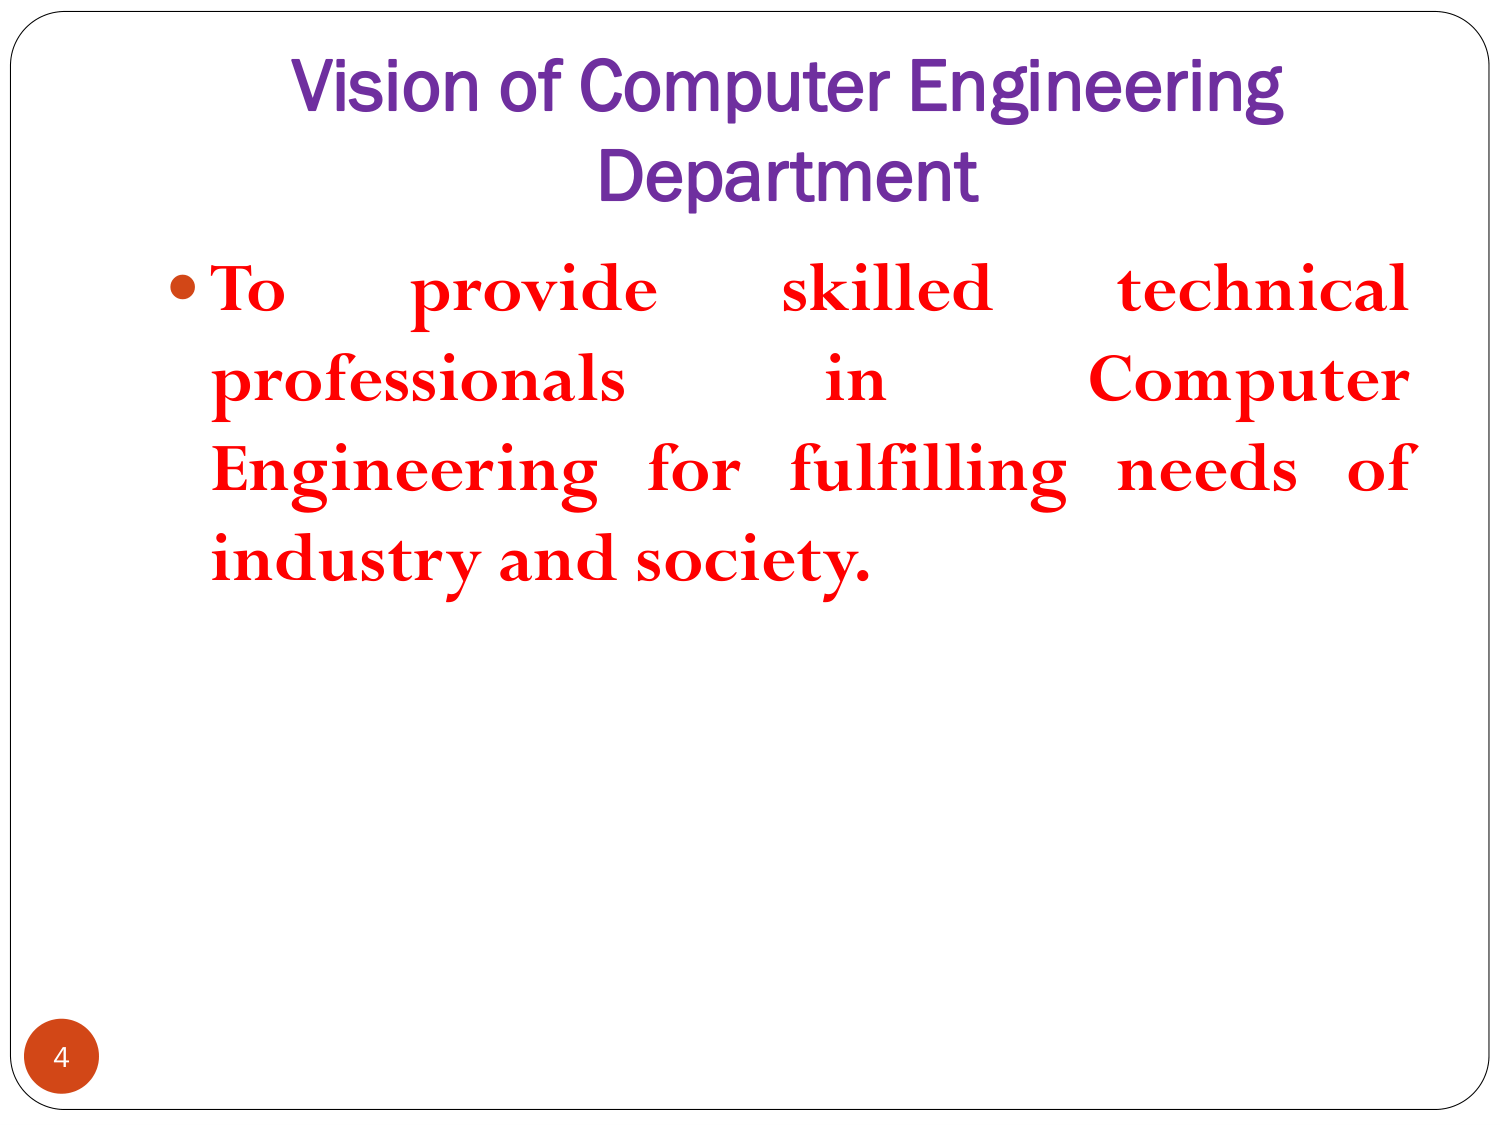 Vision of Computer Engineering
Department
• To provide skilled technical
professionals in Computer
Engineering for fulfilling needs of
industry and society.
4